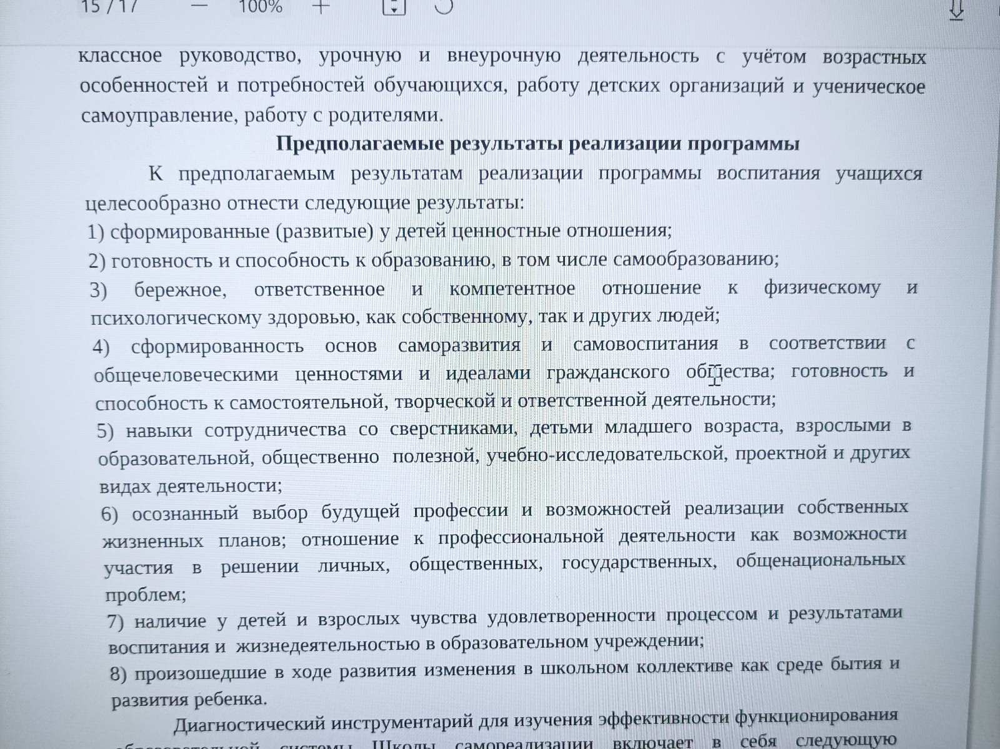 15 / 17 — 100% +
классное руководство, урочную и внеурочную деятельность с учётом возрастных
особенностей и потребностей обучающихся, работу детских организаций и ученическое
самоуправление, работу с родителями.
Предполагаемые результаты реализации программы
К предполагаемым результатам реализации программы воспитания учащихся
целесообразно отнести следующие результаты:
1) сформированные (развитые) у детей ценностные отношения;
2) готовность и способность к образованию, в том числе самообразованию;
3) бережное, ответственное и компетентное отношение к физическому и
психологическому здоровью, как собственному, так и других людей;
4) сформированность основ саморазвития и самовоспитания в соответствии с
общечеловеческими ценностями и идеалами гражданского общества; готовность и
способность к самостоятельной, творческой и ответственной деятельности;
5) навыки сотрудничества со сверстниками, детьми младшего возраста, взрослыми в
образовательной, общественно полезной, учебно-исследовательской, проектной и других
видах деятельности;
6) осознанный выбор будущей профессии и возможностей реализации собственных
жизненных планов; отношение к профессиональной деятельности как возможности
участия в решении личных, общественных, государственных, общенациональных
проблем;
7) наличие у детей и взрослых чувства удовлетворенности процессом и результатами
воспитания и жизнедеятельностью в образовательном учреждении;
8) произошедшие в ходе развития изменения в школьном коллективе как среде бытия и
развития ребенка.
Диагностический инструментарий для изучения эффективности функционирования
образовательной системы Школы самореализации включает в себя следующую